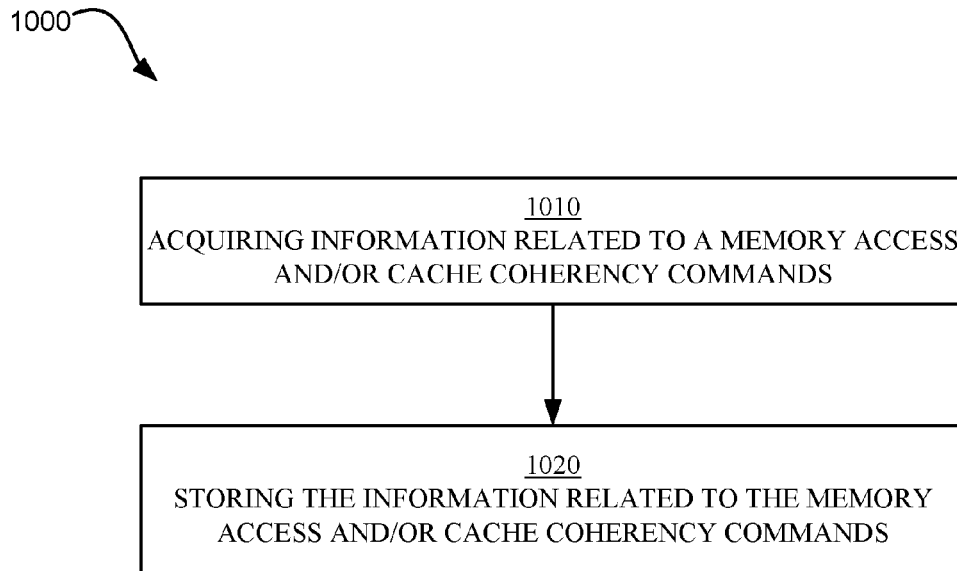 1000
1010
ACQUIRING INFORMATION RELATED TO A MEMORY ACCESS
AND/OR CACHE COHERENCY COMMANDS
1020
STORING THE INFORMATION RELATED TO THE MEMORY
ACCESS AND/OR CACHE COHERENCY COMMANDS